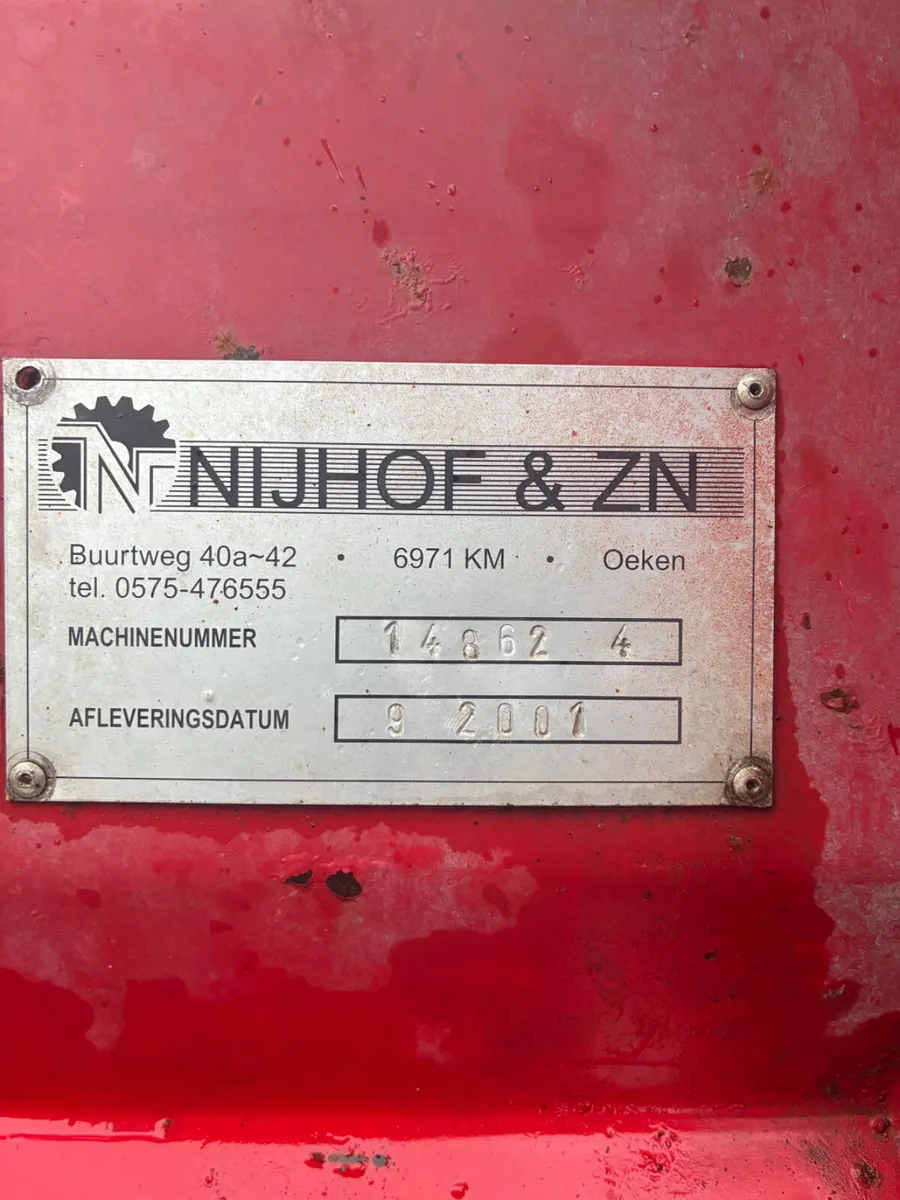 N NIJHOF & ZN
Buurtweg 40a~42 • 6971 KM • Oeken
tel. 0575-476555
MACHINENUMMER 14862 4
AFLEVERINGSDATUM 9 2001